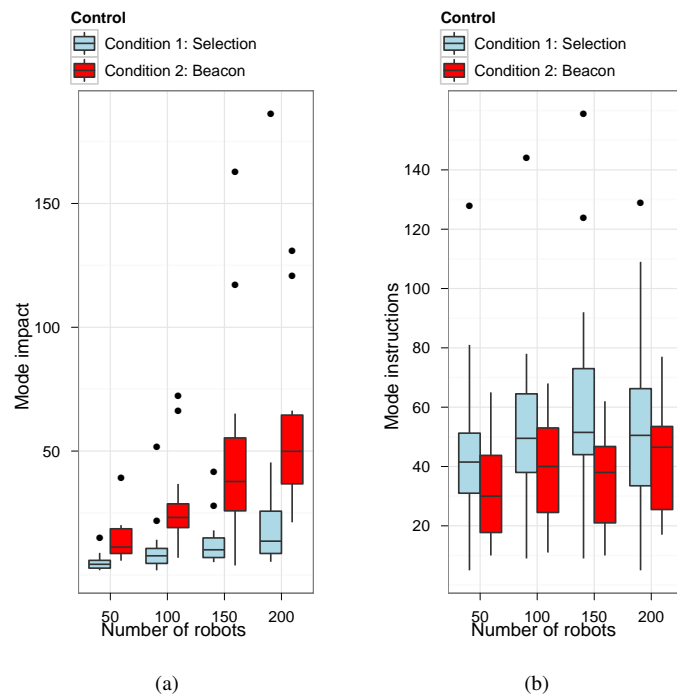 Control
Condition 1: Selection
Condition 2: Beacon
150
100
50
Mode impact
50 100 150 200
Number of robots
(a)
Control
Condition 1: Selection
Condition 2: Beacon
140
120
100
80
60
40
20
Mode instructions
50 100 150 200
Number of robots
(b)